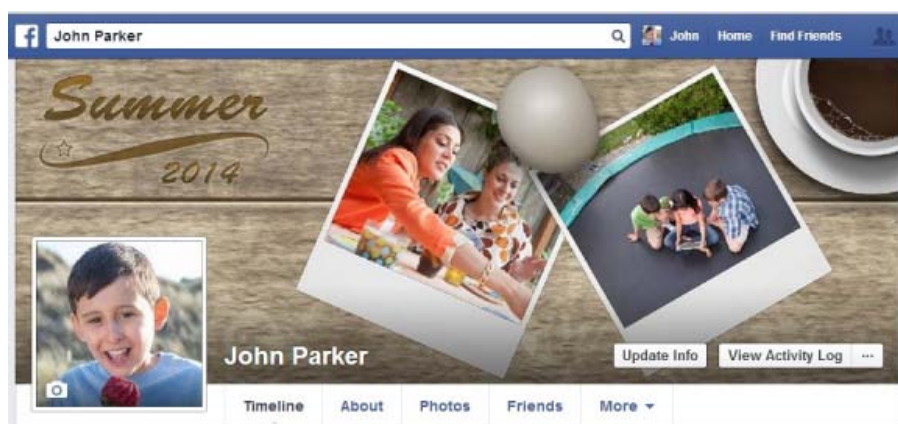 f John Parker John Home Find Friends
Summer
2014
John Parker
Update Info View Activity Log ...
Timeline About Photos Friends More